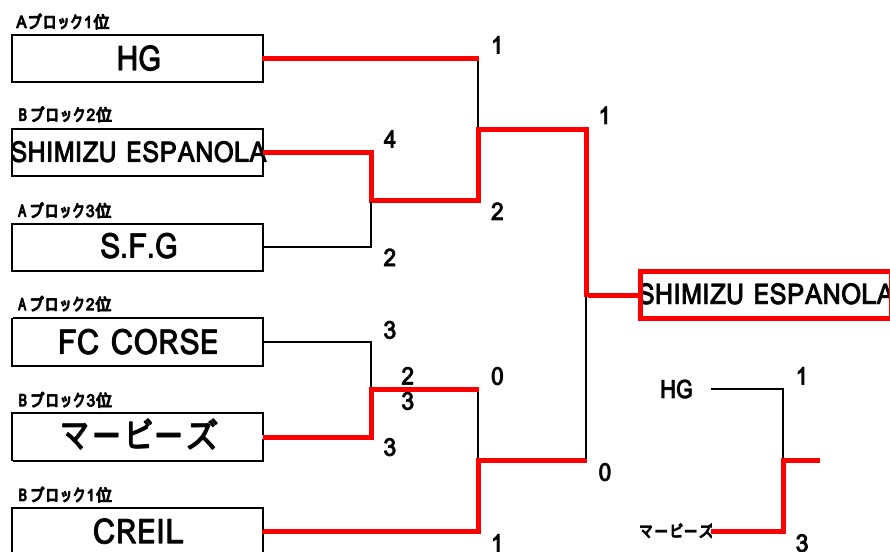 Aブロック1位
HG
1
Bブロック2位
SHIMIZU ESPANOLA
4
1
2
Aブロック3位
S.F.G
2
SHIMIZU ESPANOLA
Aブロック2位
FC CORSE
3
2
3
0
Bブロック3位
マービーズ
3
0
Bブロック1位
CREIL
1
HG
1
マービーズ
3